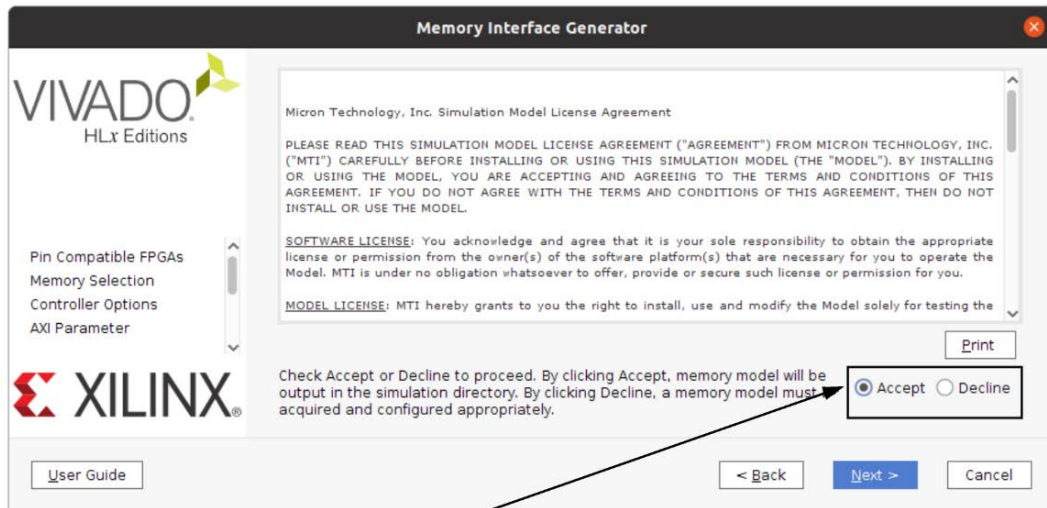 Memory Interface Generator
VIVADO.
HLx Editions
Micron Technology, Inc. Simulation Model License Agreement
PLEASE READ THIS SIMULATION MODEL LICENSE AGREEMENT ("AGREEMENT") FROM MICRON TECHNOLOGY, INC.
("MTI") CAREFULLY BEFORE INSTALLING OR USING THIS SIMULATION MODEL (THE "MODEL"). BY INSTALLING
OR USING THE MODEL, YOU ARE ACCEPTING AND AGREEING TO THE TERMS AND CONDITIONS OF THIS
AGREEMENT. IF YOU DO NOT AGREE WITH THE TERMS AND CONDITIONS OF THIS AGREEMENT, THEN DO NOT
INSTALL OR USE THE MODEL.
SOFTWARE LICENSE: You acknowledge and agree that it is your sole responsibility to obtain the appropriate
license or permission from the owner(s) of the software platform(s) that are necessary for you to operate the
Model. MTI is under no obligation whatsoever to offer, provide or secure such license or permission for you.
MODEL LICENSE: MTI hereby grants to you the right to install, use and modify the Model solely for testing the
Pin Compatible FPGAs
Memory Selection
Controller Options
AXI Parameter
Print
XILINX®
Check Accept or Decline to proceed. By clicking Accept, memory model will be
output in the simulation directory. By clicking Decline, a memory model must
acquired and configured appropriately.
Accept Decline
User Guide
< Back Next > Cancel